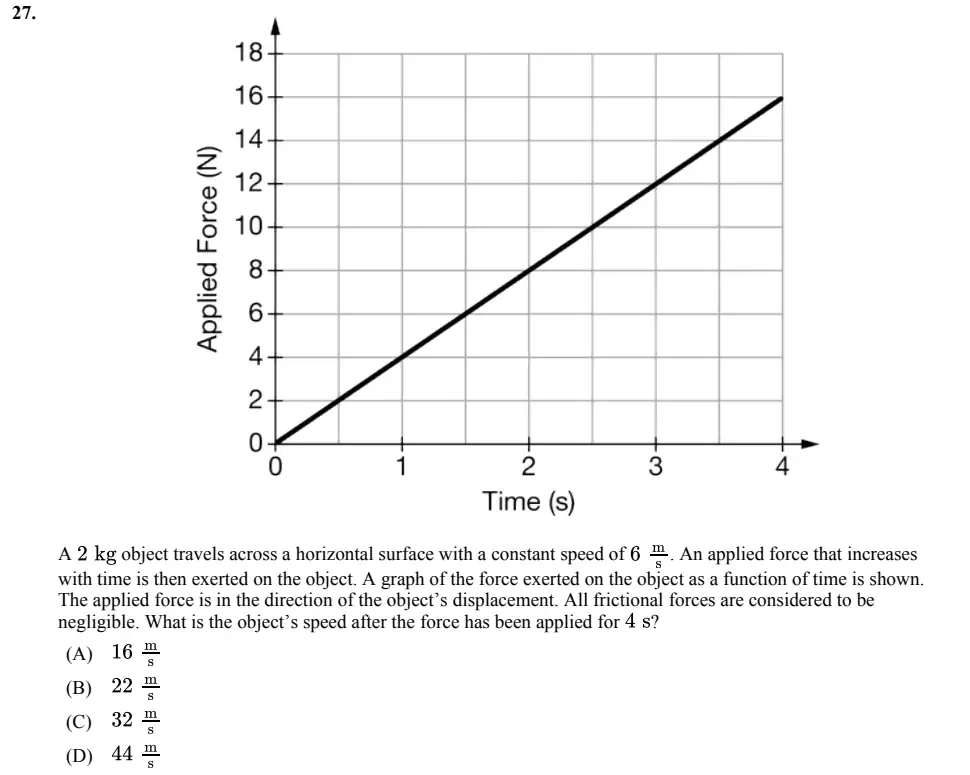 27.
18
16
14
12
10
8
6
4
2
0
Applied Force (N)
0 1 2 3 4
Time (s)
A 2 kg object travels across a horizontal surface with a constant speed of 6 m/s. An applied force that increases
with time is then exerted on the object. A graph of the force exerted on the object as a function of time is shown.
The applied force is in the direction of the object’s displacement. All frictional forces are considered to be
negligible. What is the object’s speed after the force has been applied for 4 s?
(A) 16 m/s
(B) 22 m/s
(C) 32 m/s
(D) 44 m/s